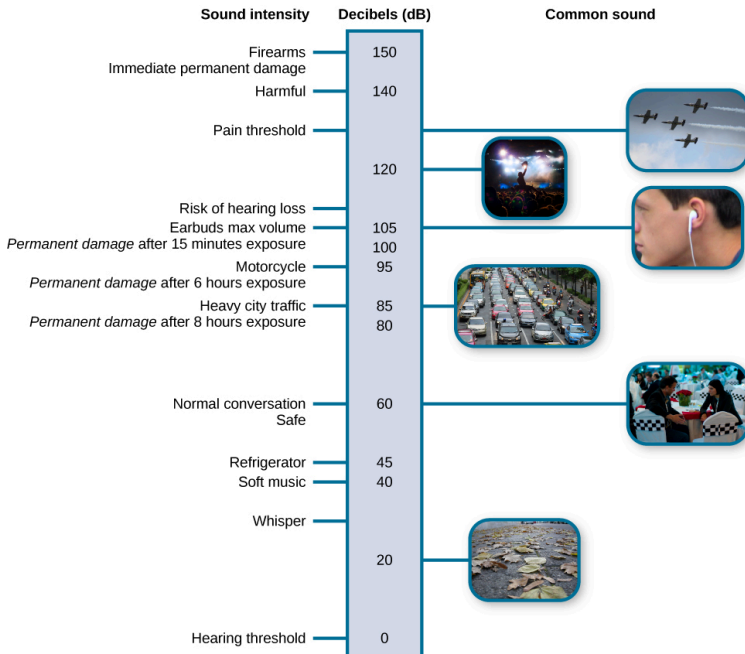 Sound intensity Decibels (dB) Common sound
Firearms 150
Immediate permanent damage
Harmful 140
Pain threshold
120
Risk of hearing loss
Earbuds max volume 105
Permanent damage after 15 minutes exposure 100
Motorcycle 95
Permanent damage after 6 hours exposure
Heavy city traffic 85
Permanent damage after 8 hours exposure 80
Normal conversation 60
Safe
Refrigerator 45
Soft music 40
Whisper
20
Hearing threshold 0